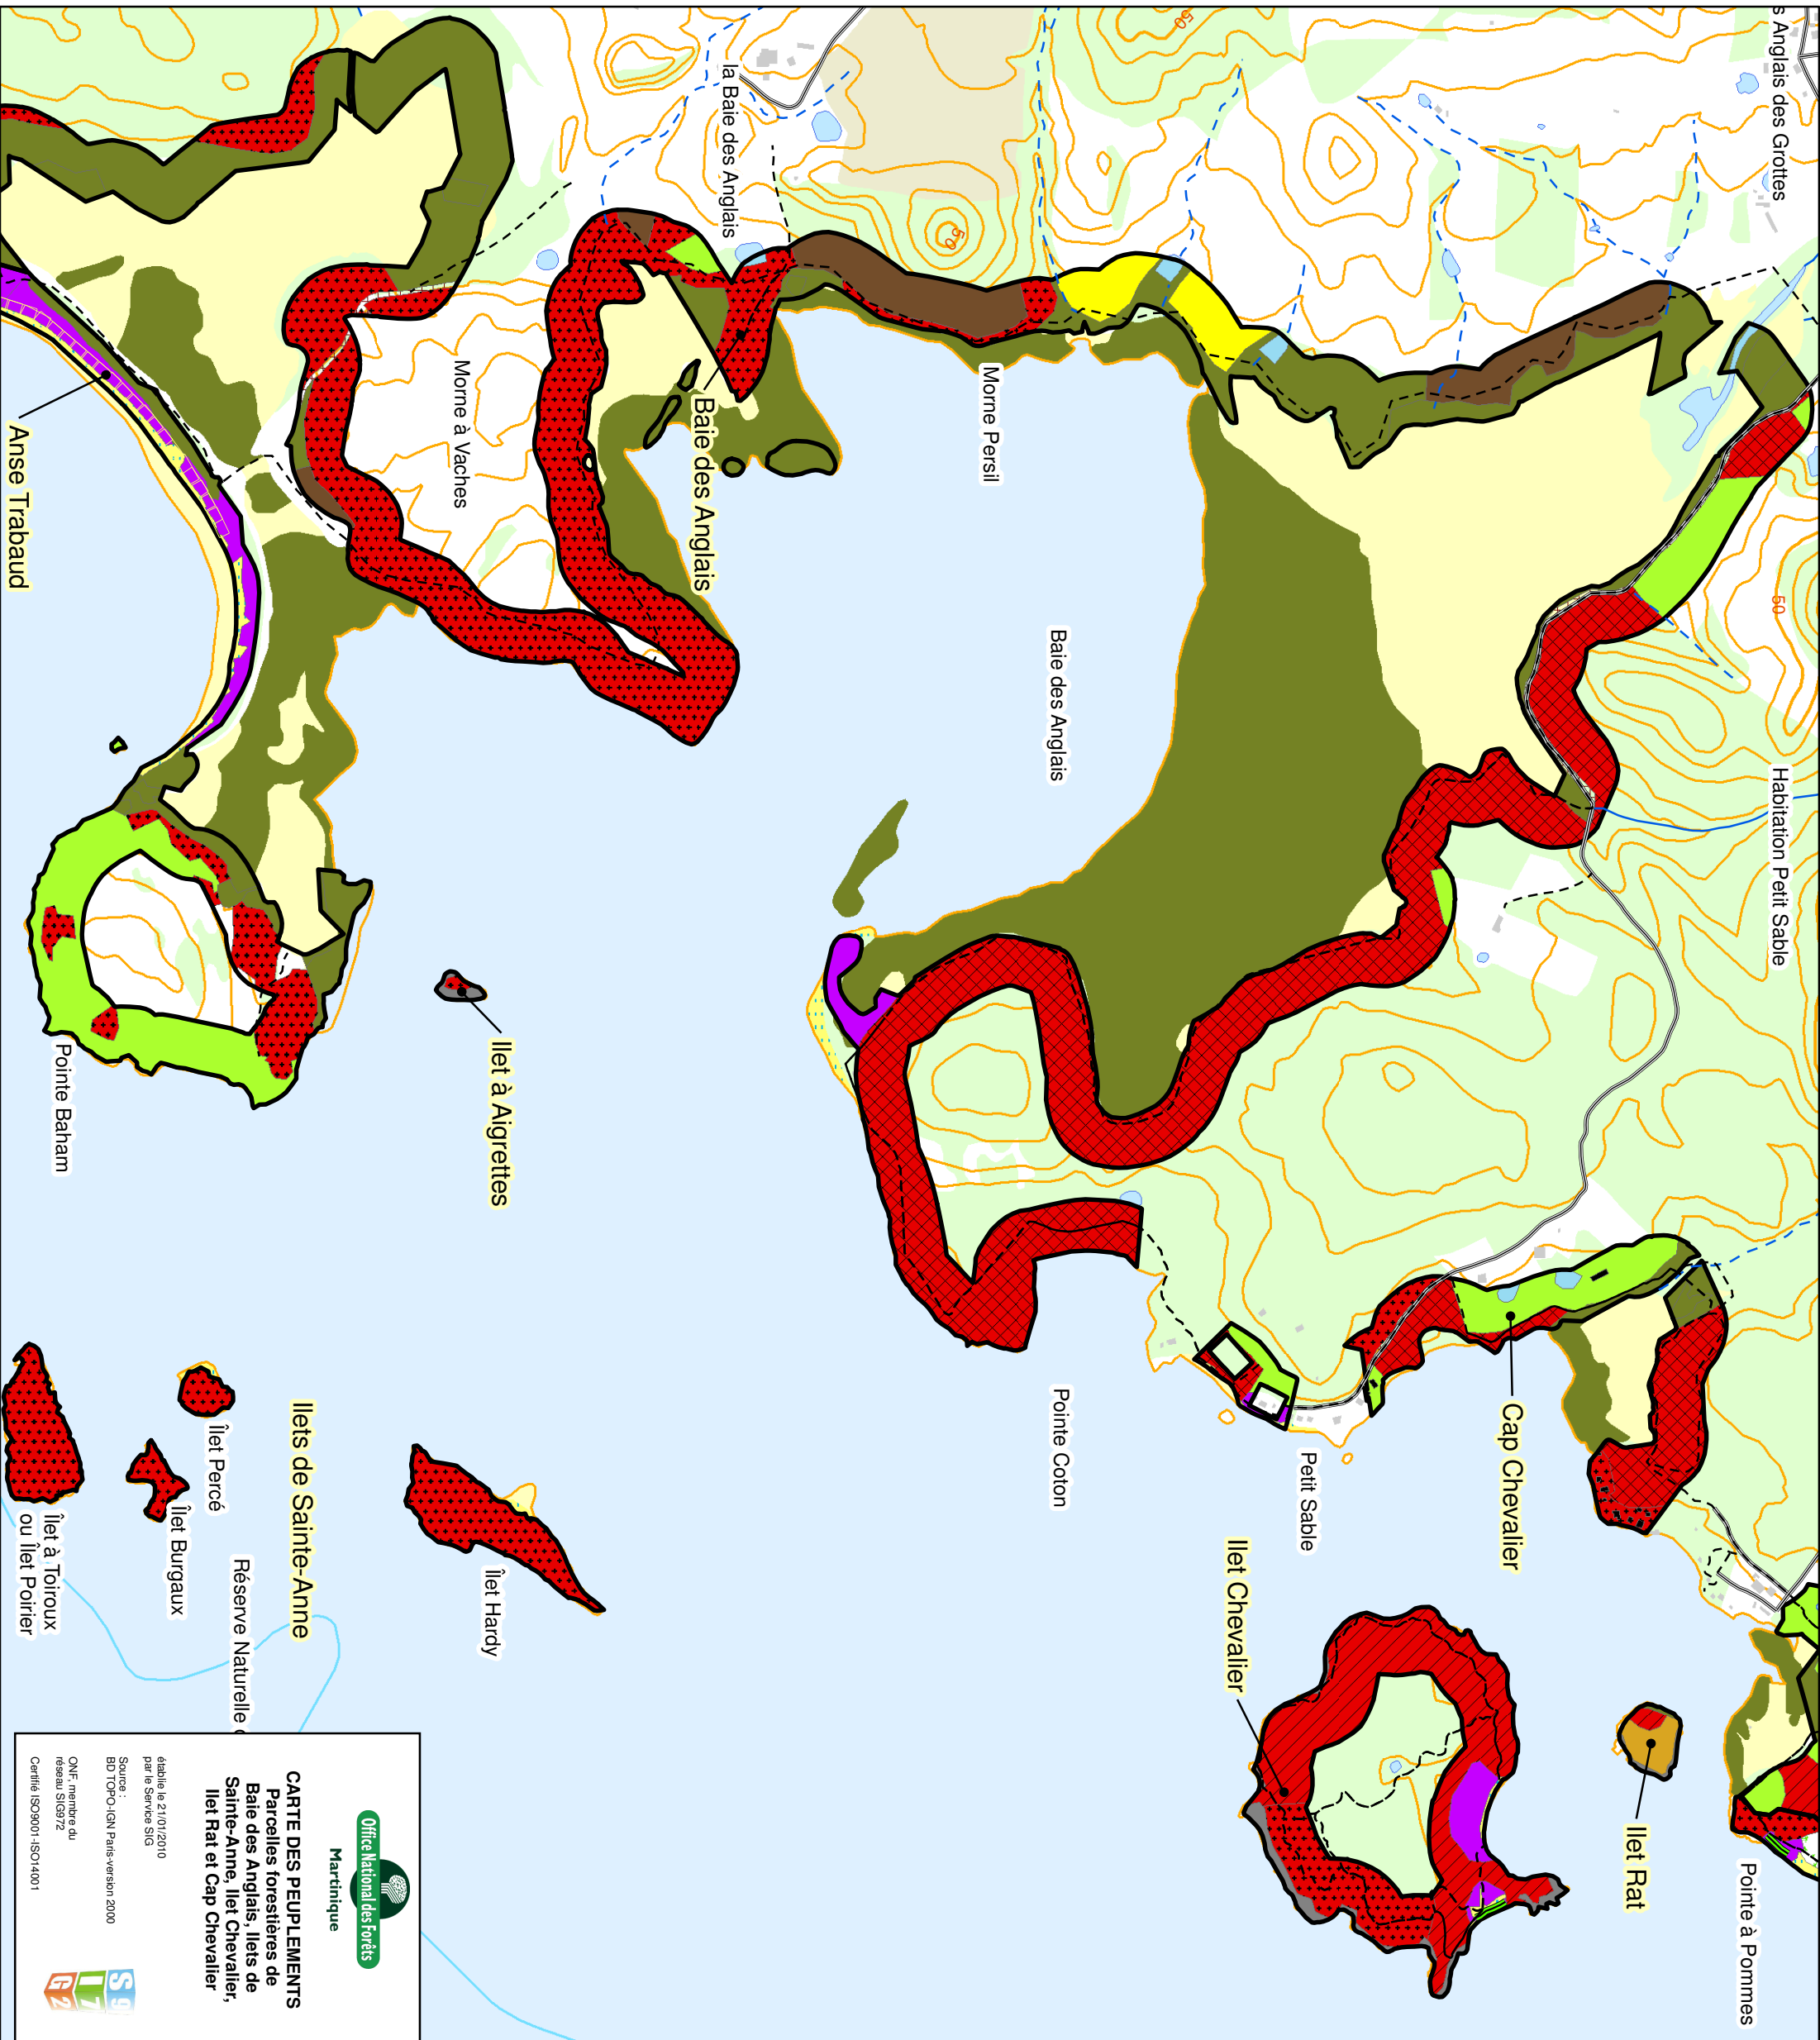 s Anglais des Grottes
Habitation Petit Sable
Pointe à Pommes
Ilet Rat
Cap Chevalier
Petit Sable
Ilet Chevalier
Pointe Coton
Baie des Anglais
Morne Persil
la Baie des Anglais
Baie des Anglais
Morne à Vaches
Anse Trabaud
Ilet à Aigrettes
Pointe Baham
Îlet Hardy
Ilets de Sainte-Anne
Réserve Naturelle
Îlet Percé
Îlet Burgaux
Îlet à Toiroux
ou Îlet Poirier
50
50
50
Office National des Forêts
Martinique
CARTE DES PEUPLEMENTS
Parcelles forestières de
Baie des Anglais, Ilets de
Sainte-Anne, Ilet Chevalier,
Ilet Rat et Cap Chevalier
établie le 21/01/2010
par le Service SIG
Source :
BD TOPO-IGN Paris-version 2000
ONF, membre du
réseau SIG972
Certifié ISO9001-ISO14001
S 9
I 7
G 2